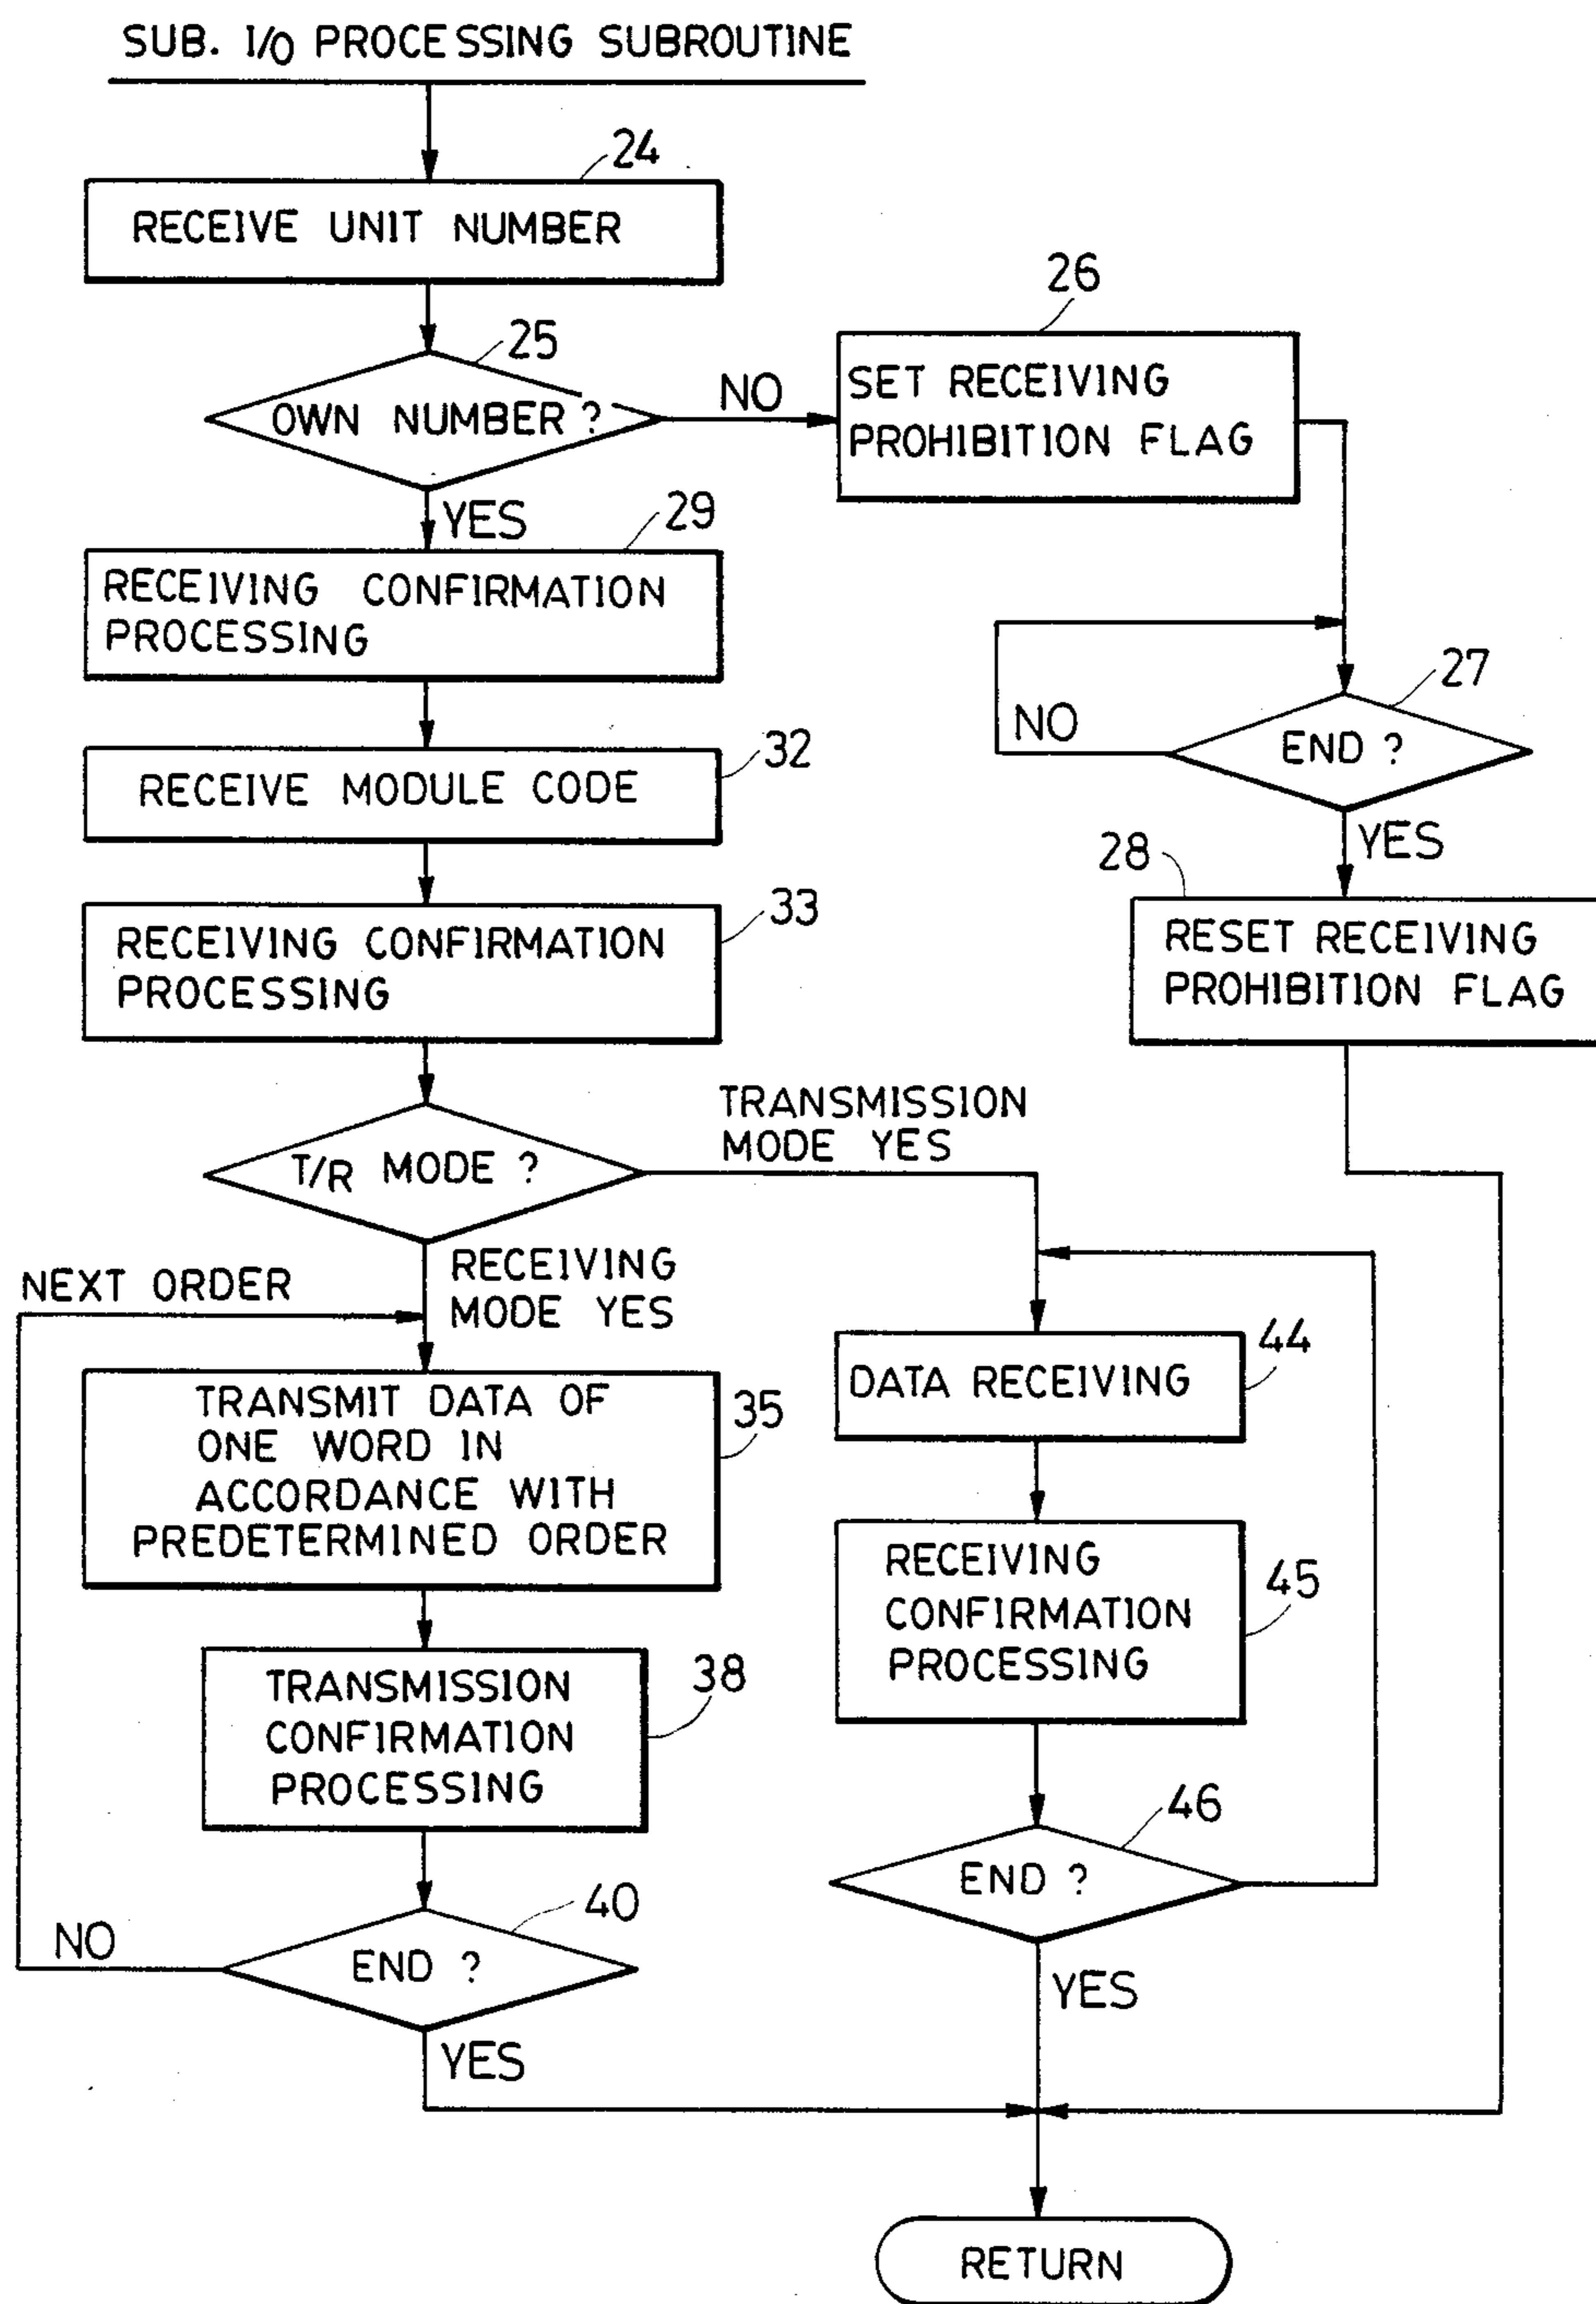 SUB. I/O PROCESSING SUBROUTINE
24
RECEIVE UNIT NUMBER
25
OWN NUMBER ?
NO
26
SET RECEIVING
PROHIBITION FLAG
YES
29
RECEIVING CONFIRMATION
PROCESSING
27
END ?
NO
YES
32
RECEIVE MODULE CODE
28
RESET RECEIVING
PROHIBITION FLAG
33
RECEIVING CONFIRMATION
PROCESSING
T/R MODE ?
TRANSMISSION
MODE YES
RECEIVING
MODE YES
NEXT ORDER
35
TRANSMIT DATA OF
ONE WORD IN
ACCORDANCE WITH
PREDETERMINED ORDER
44
DATA RECEIVING
38
TRANSMISSION
CONFIRMATION
PROCESSING
45
RECEIVING
CONFIRMATION
PROCESSING
40
END ?
NO
YES
46
END ?
YES
RETURN